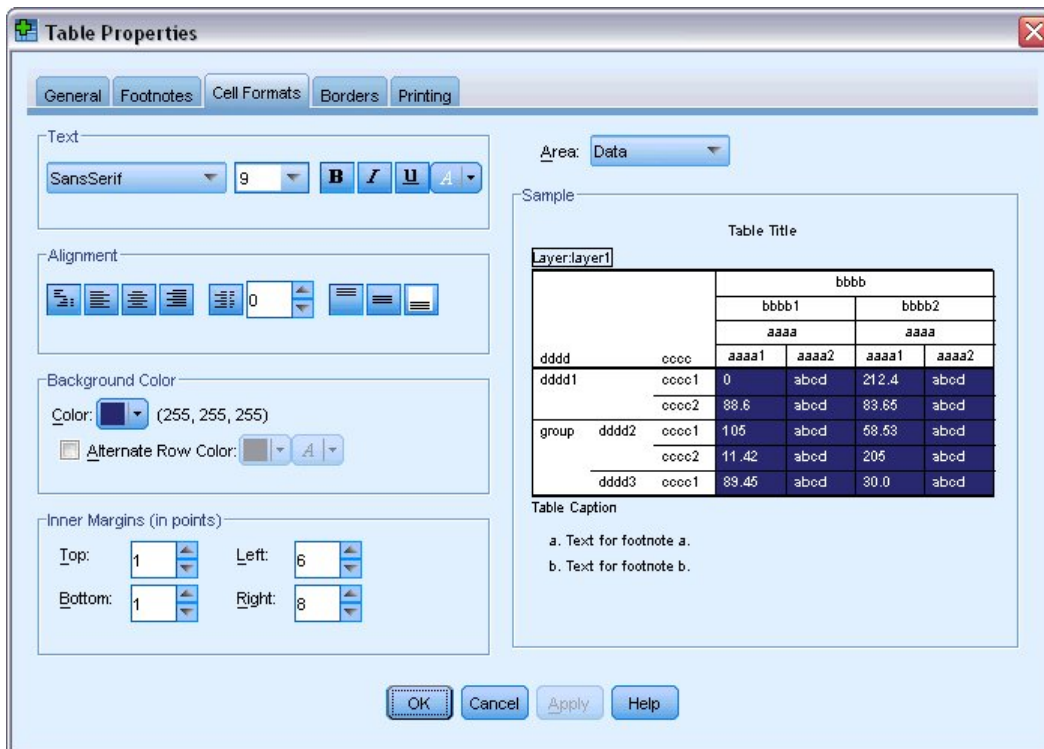 Table Properties
General Footnotes Cell Formats Borders Printing
Text
SansSerif 9 B I U A
Alignment
0
Background Color
Color: (255, 255, 255)
Alternate Row Color: A
Inner Margins (in points)
Top: 1 Left: 6
Bottom: 1 Right: 8
Area: Data
Sample
Table Title
Layer:layer1
bbbb
bbbb1 bbbb2
aaaa aaaa
dddd cccc aaaa1 aaaa2 aaaa1 aaaa2
dddd1 cccc1 0 abcd 212.4 abcd
cccc2 88.6 abcd 83.65 abcd
group dddd2 cccc1 105 abcd 58.53 abcd
cccc2 11.42 abcd 205 abcd
dddd3 cccc1 89.45 abcd 30.0 abcd
Table Caption
a. Text for footnote a.
b. Text for footnote b.
OK Cancel Apply Help